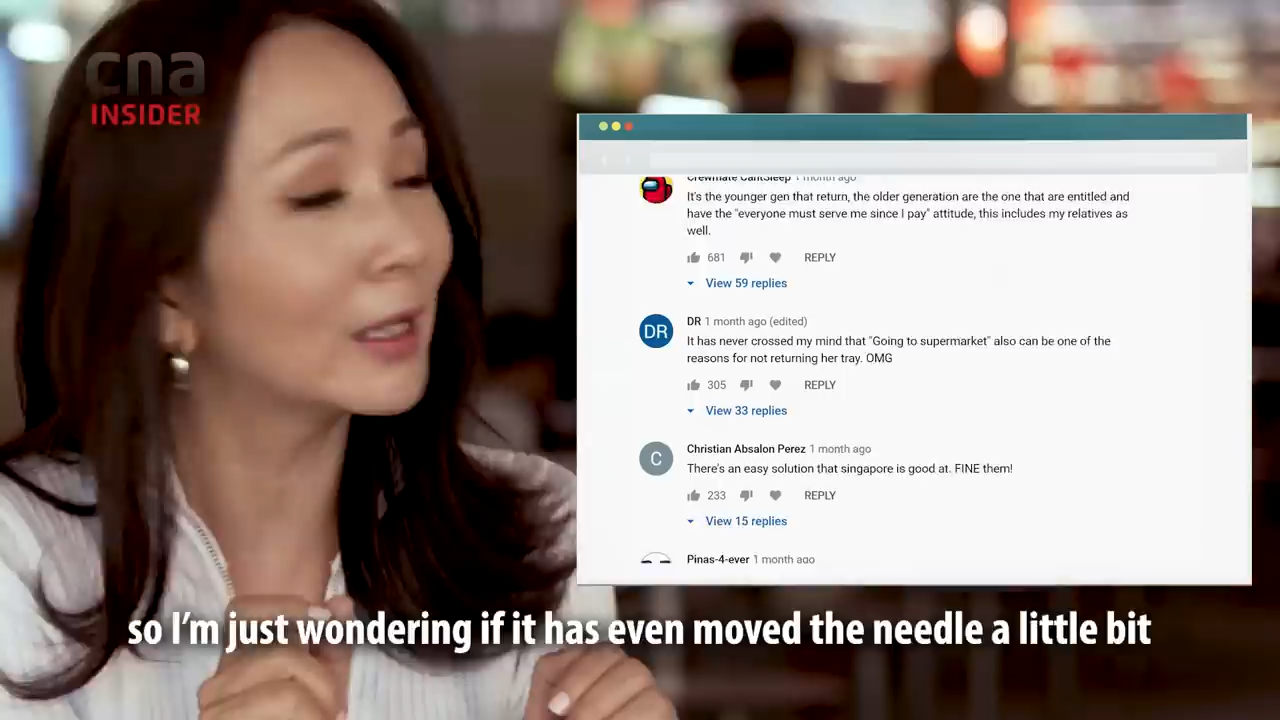 cna
INSIDER
Crewmate CantSleep 1 month ago
It's the younger gen that return, the older generation are the one that are entitled and
have the "everyone must serve me since I pay" attitude, this includes my relatives as
well.
681 REPLY
View 59 replies
DR
DR 1 month ago (edited)
It has never crossed my mind that "Going to supermarket" also can be one of the
reasons for not returning her tray. OMG
305 REPLY
View 33 replies
C
Christian Absalon Perez 1 month ago
There's an easy solution that singapore is good at. FINE them!
233 REPLY
View 15 replies
Pinas-4-ever 1 month ago
so I'm just wondering if it has even moved the needle a little bit